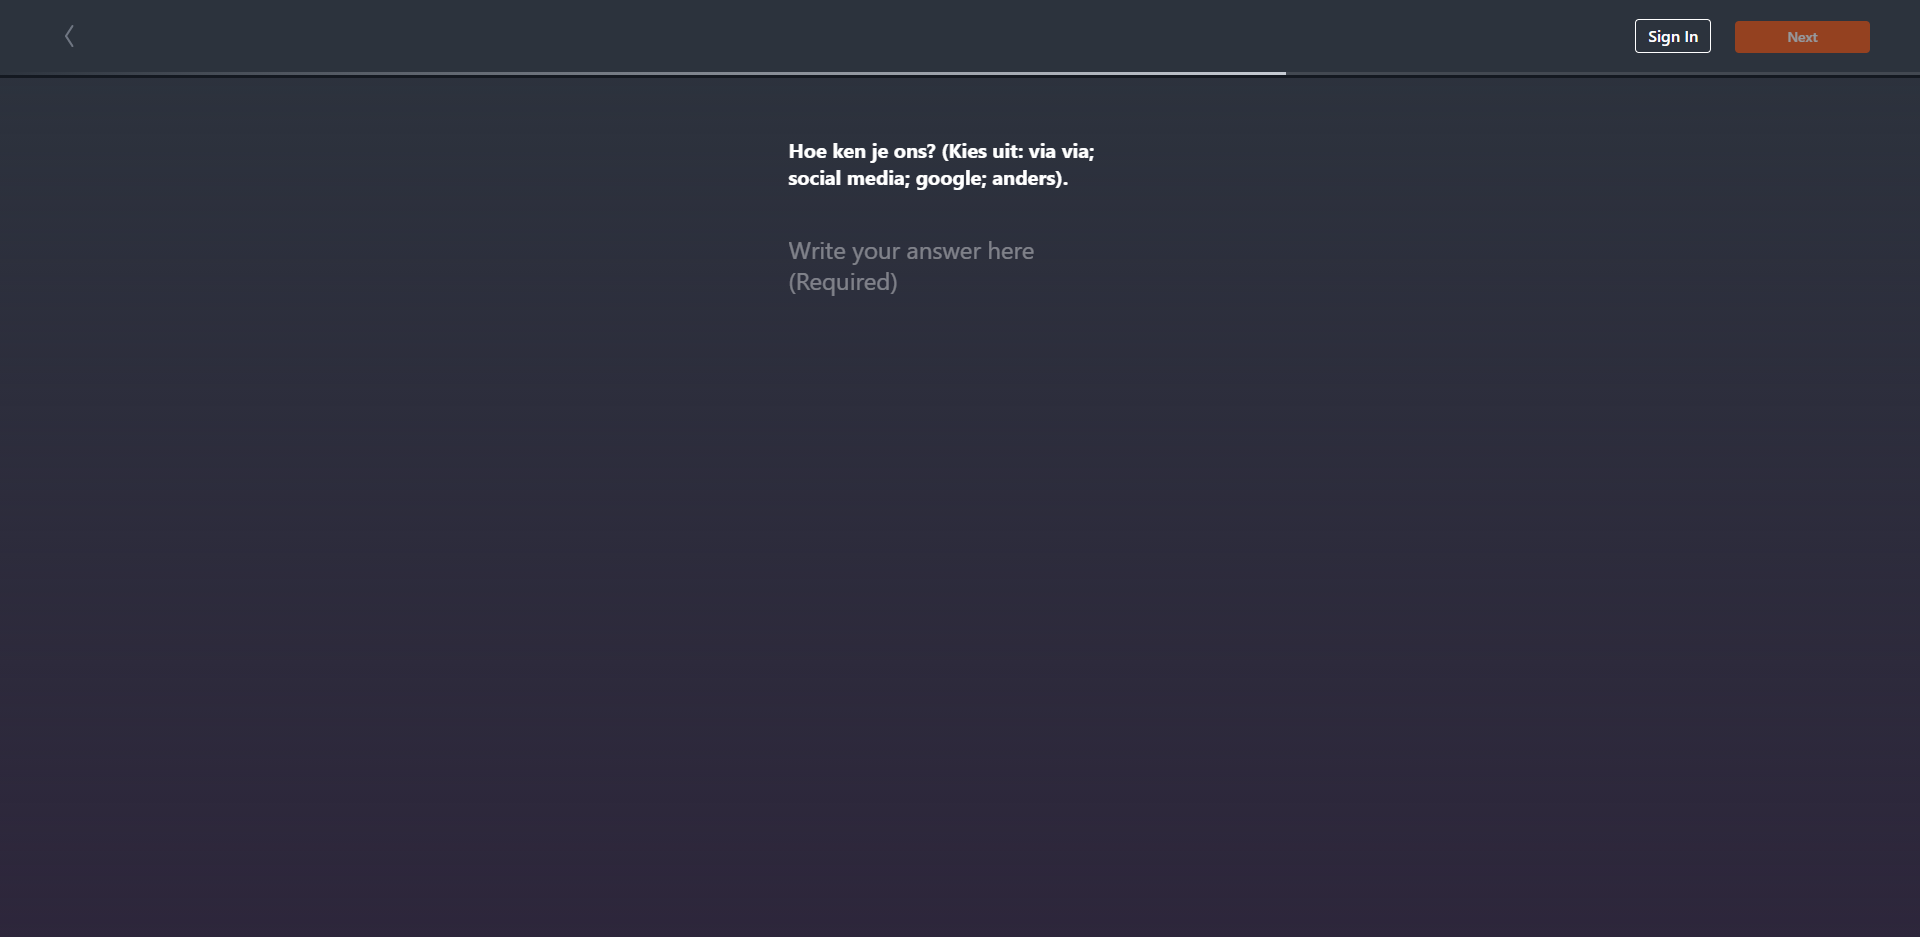 Sign In
Next
Hoe ken je ons? (Kies uit: via via;
social media; google; anders).
Write your answer here
(Required)